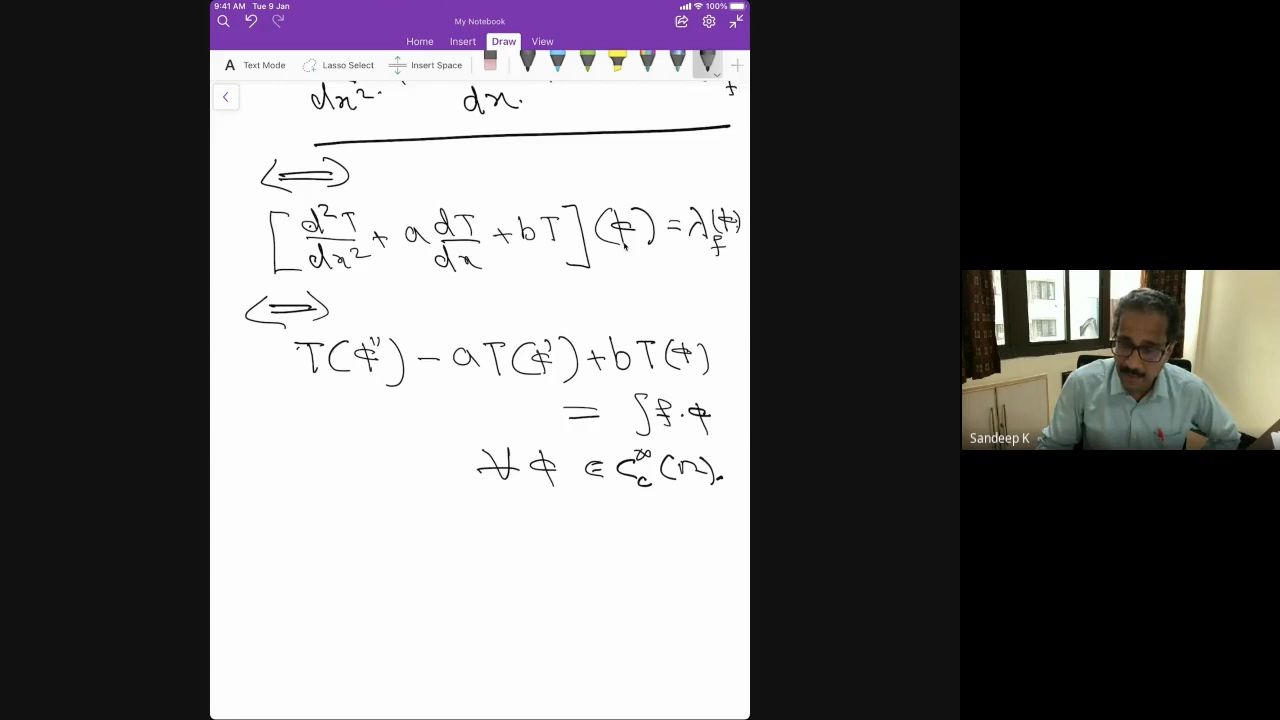 9:41 AM Tue 9 Jan
100%
My Notebook
Home Insert Draw View
A Text Mode Lasso Select Insert Space
dx². dx. f
⟺
[d²T/dx² + a dT/dx + bT](ϕ) = λ_f(ϕ)
⟺
T(ϕ'') - aT(ϕ') + bT(ϕ)
= ∫f·ϕ
∀ ϕ ∈ C_c^∞(Ω).
Sandeep K